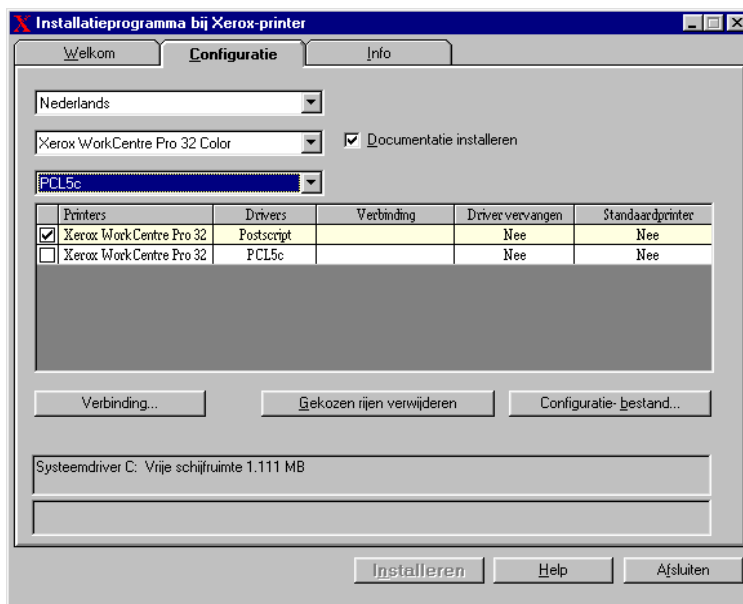 Installatieprogramma bij Xerox-printer
Welkom Configuratie Info
Nederlands
Xerox WorkCentre Pro 32 Color Documentatie installeren
PCL5c
Printers Drivers Verbinding Driver vervangen Standaardprinter
Xerox WorkCentre Pro 32 Postscript Nee Nee
Xerox WorkCentre Pro 32 PCL5c Nee Nee
Verbinding... Gekozen rijen verwijderen Configuratie- bestand...
Systeemdriver C: Vrije schijfruimte 1.111 MB
Installeren Help Afsluiten